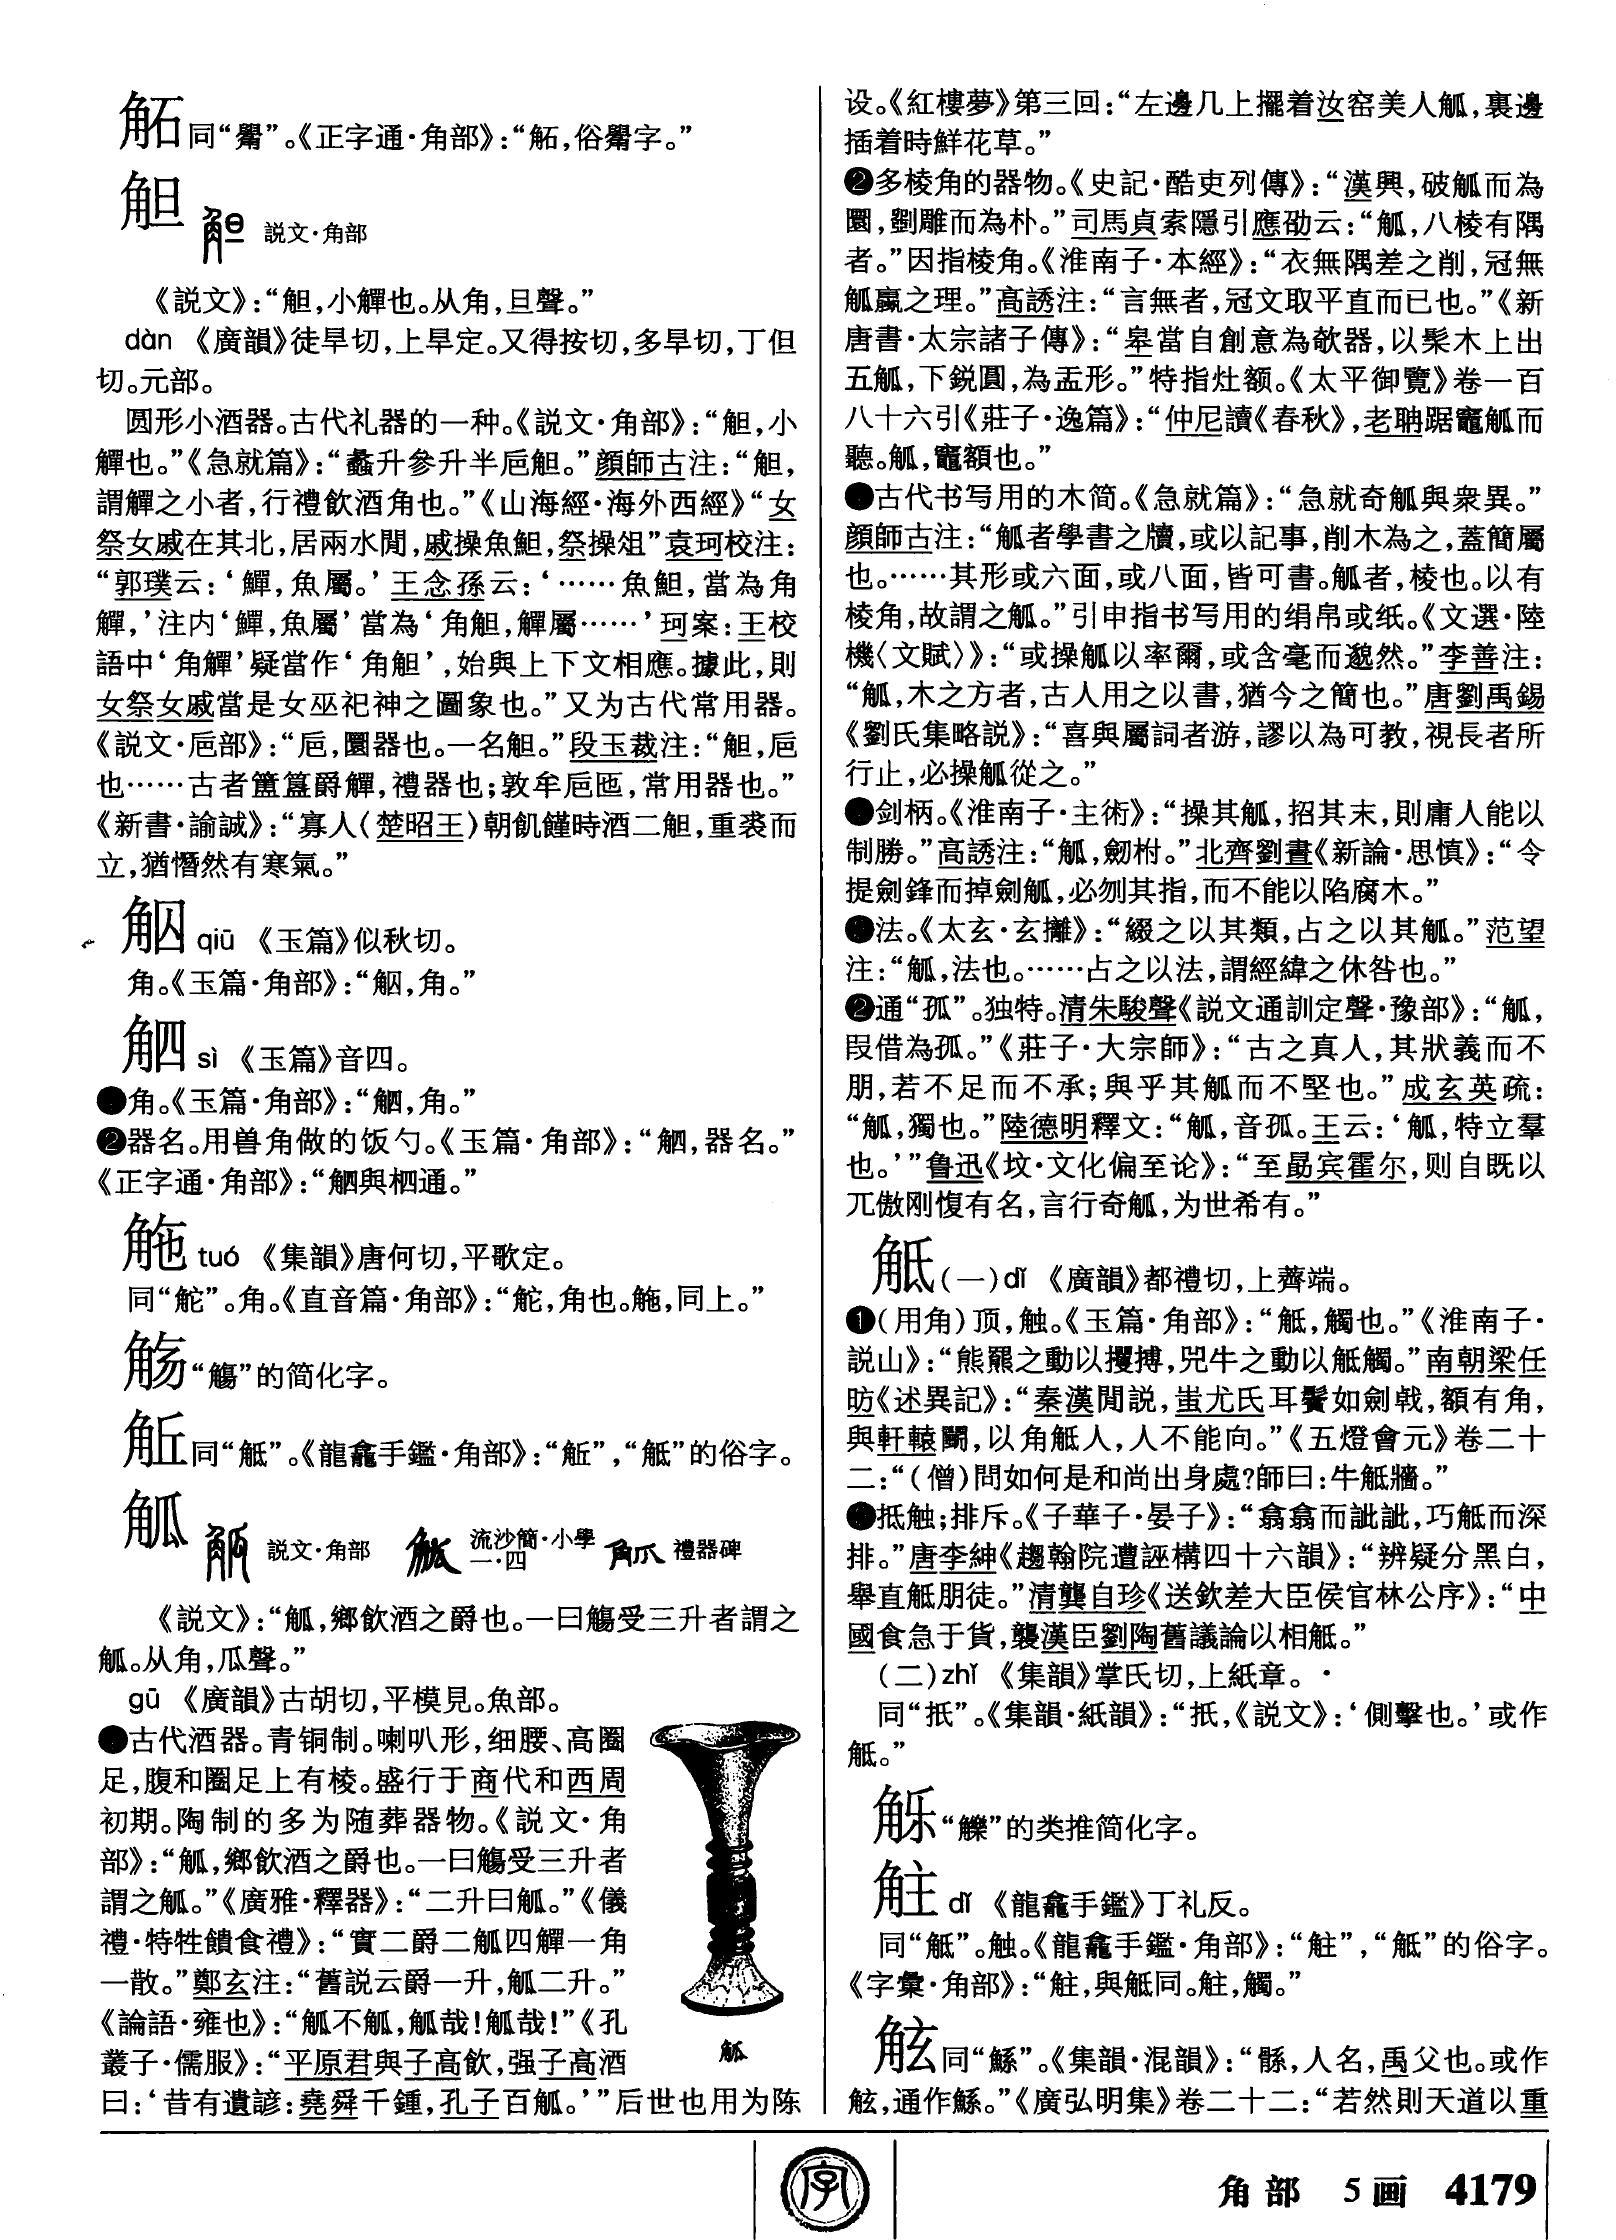 䂞同“觷”。《正字通·角部》:“,俗觷字。”
觛 説文·角部
《説文》:“觛,小觶也。从角,旦聲。”
dàn 《廣韻》徒旱切,上旱定。又得按切,多旱切,丁但
切。元部。
圆形小酒器。古代礼器的一种。《説文·角部》:“觛,小
觶也。”《急就篇》:“蠡升參升半巵觛。”顔師古注:“觛,
謂觶之小者,行禮飲酒角也。”《山海經·海外西經》“女
祭女戚在其北,居兩水閒,戚操魚䱇,祭操俎”袁珂校注:
“郭璞云:‘鱓,魚屬。’王念孫云:‘……魚䱇,當為角
觶,’注内‘鱓,魚屬’當為‘角觛,觶屬……’珂案:王校
語中‘角觶’疑當作‘角觛’,始與上下文相應。據此,則
女祭女戚當是女巫祀神之圖象也。”又为古代常用器。
《説文·巵部》:“巵,圜器也。一名觛。”段玉裁注:“觛,巵
也……古者簠簋爵觶,禮器也;敦牟巵匜,常用器也。”
《新書·諭誠》:“寡人(楚昭王)朝飢饉時酒二觛,重裘而
立,猶憯然有寒氣。”
qiū 《玉篇》似秋切。
角。《玉篇·角部》:“,角。”
sì 《玉篇》音四。
●角。《玉篇·角部》:“,角。”
❷器名。用兽角做的饭勺。《玉篇·角部》:“,器名。”
《正字通·角部》:“與柶通。”
tuó 《集韻》唐何切,平歌定。
同“䑨”。角。《直音篇·角部》:“,角也。,同上。”
觞“觴”的简化字。
同“觝”。《龍龕手鑑·角部》:“”,“觝”的俗字。
觚 説文·角部 流沙簡·小學一·四 禮器碑
《説文》:“觚,鄉飲酒之爵也。一曰觴受三升者謂之
觚。从角,瓜聲。”
gū 《廣韻》古胡切,平模見。魚部。
●古代酒器。青铜制。喇叭形,细腰、高圈
足,腹和圈足上有棱。盛行于商代和西周
初期。陶制的多为随葬器物。《説文·角
部》:“觚,鄉飲酒之爵也。一曰觴受三升者
謂之觚。”《廣雅·釋器》:“二升曰觚。”《儀
禮·特牲饋食禮》:“實二爵二觚四觶一角
一散。”鄭玄注:“舊説云爵一升,觚二升。”
《論語·雍也》:“觚不觚,觚哉!觚哉!”《孔
叢子·儒服》:“平原君與子高飲,强子高酒
曰:‘昔有遺諺:堯舜千鍾,孔子百觚。’”后世也用为陈
觚
设。《紅樓夢》第三回:“左邊几上擺着汝窑美人觚,裏邊
插着時鮮花草。”
❷多棱角的器物。《史記·酷吏列傳》:“漢興,破觚而為
圜,劉雕而為朴。”司馬貞索隱引應劭云:“觚,八棱有隅
者。”因指棱角。《淮南子·本經》:“衣無隅差之削,冠無
觚蠃之理。”高誘注:“言無者,冠文取平直而已也。”《新
唐書·太宗諸子傳》:“皋當自創意為欹器,以髹木上出
五觚,下鋭圓,為盂形。”特指灶额。《太平御覽》卷一百
八十六引《莊子·逸篇》:“仲尼讀《春秋》,老聃踞竈觚而
聽。觚,竈額也。”
●古代书写用的木简。《急就篇》:“急就奇觚與衆異。”
顔師古注:“觚者學書之牘,或以記事,削木為之,蓋簡屬
也。……其形或六面,或八面,皆可書。觚者,棱也。以有
棱角,故謂之觚。”引申指书写用的绢帛或纸。《文選·陸
機〈文賦〉》:“或操觚以率爾,或含毫而邈然。”李善注:
“觚,木之方者,古人用之以書,猶今之簡也。”唐劉禹錫
《劉氏集略説》:“喜與屬詞者游,謬以為可教,視長者所
行止,必操觚從之。”
●剑柄。《淮南子·主術》:“操其觚,招其末,則庸人能以
制勝。”高誘注:“觚,劒柎。”北齊劉晝《新論·思慎》:“令
提劍鋒而掉劍觚,必刎其指,而不能以陷腐木。”
●法。《太玄·玄攡》:“綴之以其類,占之以其觚。”范望
注:“觚,法也。……占之以法,謂經緯之休咎也。”
❷通“孤”。独特。清朱駿聲《説文通訓定聲·豫部》:“觚,
叚借為孤。”《莊子·大宗師》:“古之真人,其狀義而不
朋,若不足而不承;與乎其觚而不堅也。”成玄英疏:
“觚,獨也。”陸德明釋文:“觚,音孤。王云:‘觚,特立羣
也。’”鲁迅《坟·文化偏至论》:“至勗宾霍尔,则自既以
兀傲刚愎有名,言行奇觚,为世希有。”
觝(一)dǐ 《廣韻》都禮切,上薺端。
❶(用角)顶,触。《玉篇·角部》:“觝,觸也。”《淮南子·
説山》:“熊羆之動以攫搏,兕牛之動以觝觸。”南朝梁任
昉《述異記》:“秦漢閒説,蚩尤氏耳鬢如劍戟,額有角,
與軒轅鬭,以角觝人,人不能向。”《五燈會元》卷二十
二:“(僧)問如何是和尚出身處?師曰:牛觝牆。”
●抵触;排斥。《子華子·晏子》:“翕翕而訿訿,巧觝而深
排。”唐李紳《趨翰院遭誣構四十六韻》:“辨疑分黑白,
舉直觝朋徒。”清龔自珍《送欽差大臣侯官林公序》:“中
國食急于貨,襲漢臣劉陶舊議論以相觝。”
(二)zhǐ 《集韻》掌氏切,上紙章。
同“抵”。《集韻·紙韻》:“抵,《説文》:‘側擊也。’或作
觝。”
“觻”的类推简化字。
dǐ 《龍龕手鑑》丁礼反。
同“觝”。触。《龍龕手鑑·角部》:“”,“觝”的俗字。
《字彙·角部》:“,與觝同。,觸。”
同“鯀”。《集韻·混韻》:“鮌,人名,禹父也。或作
,通作鯀。”《廣弘明集》卷二十二:“若然則天道以重
字
角部 5画 4179